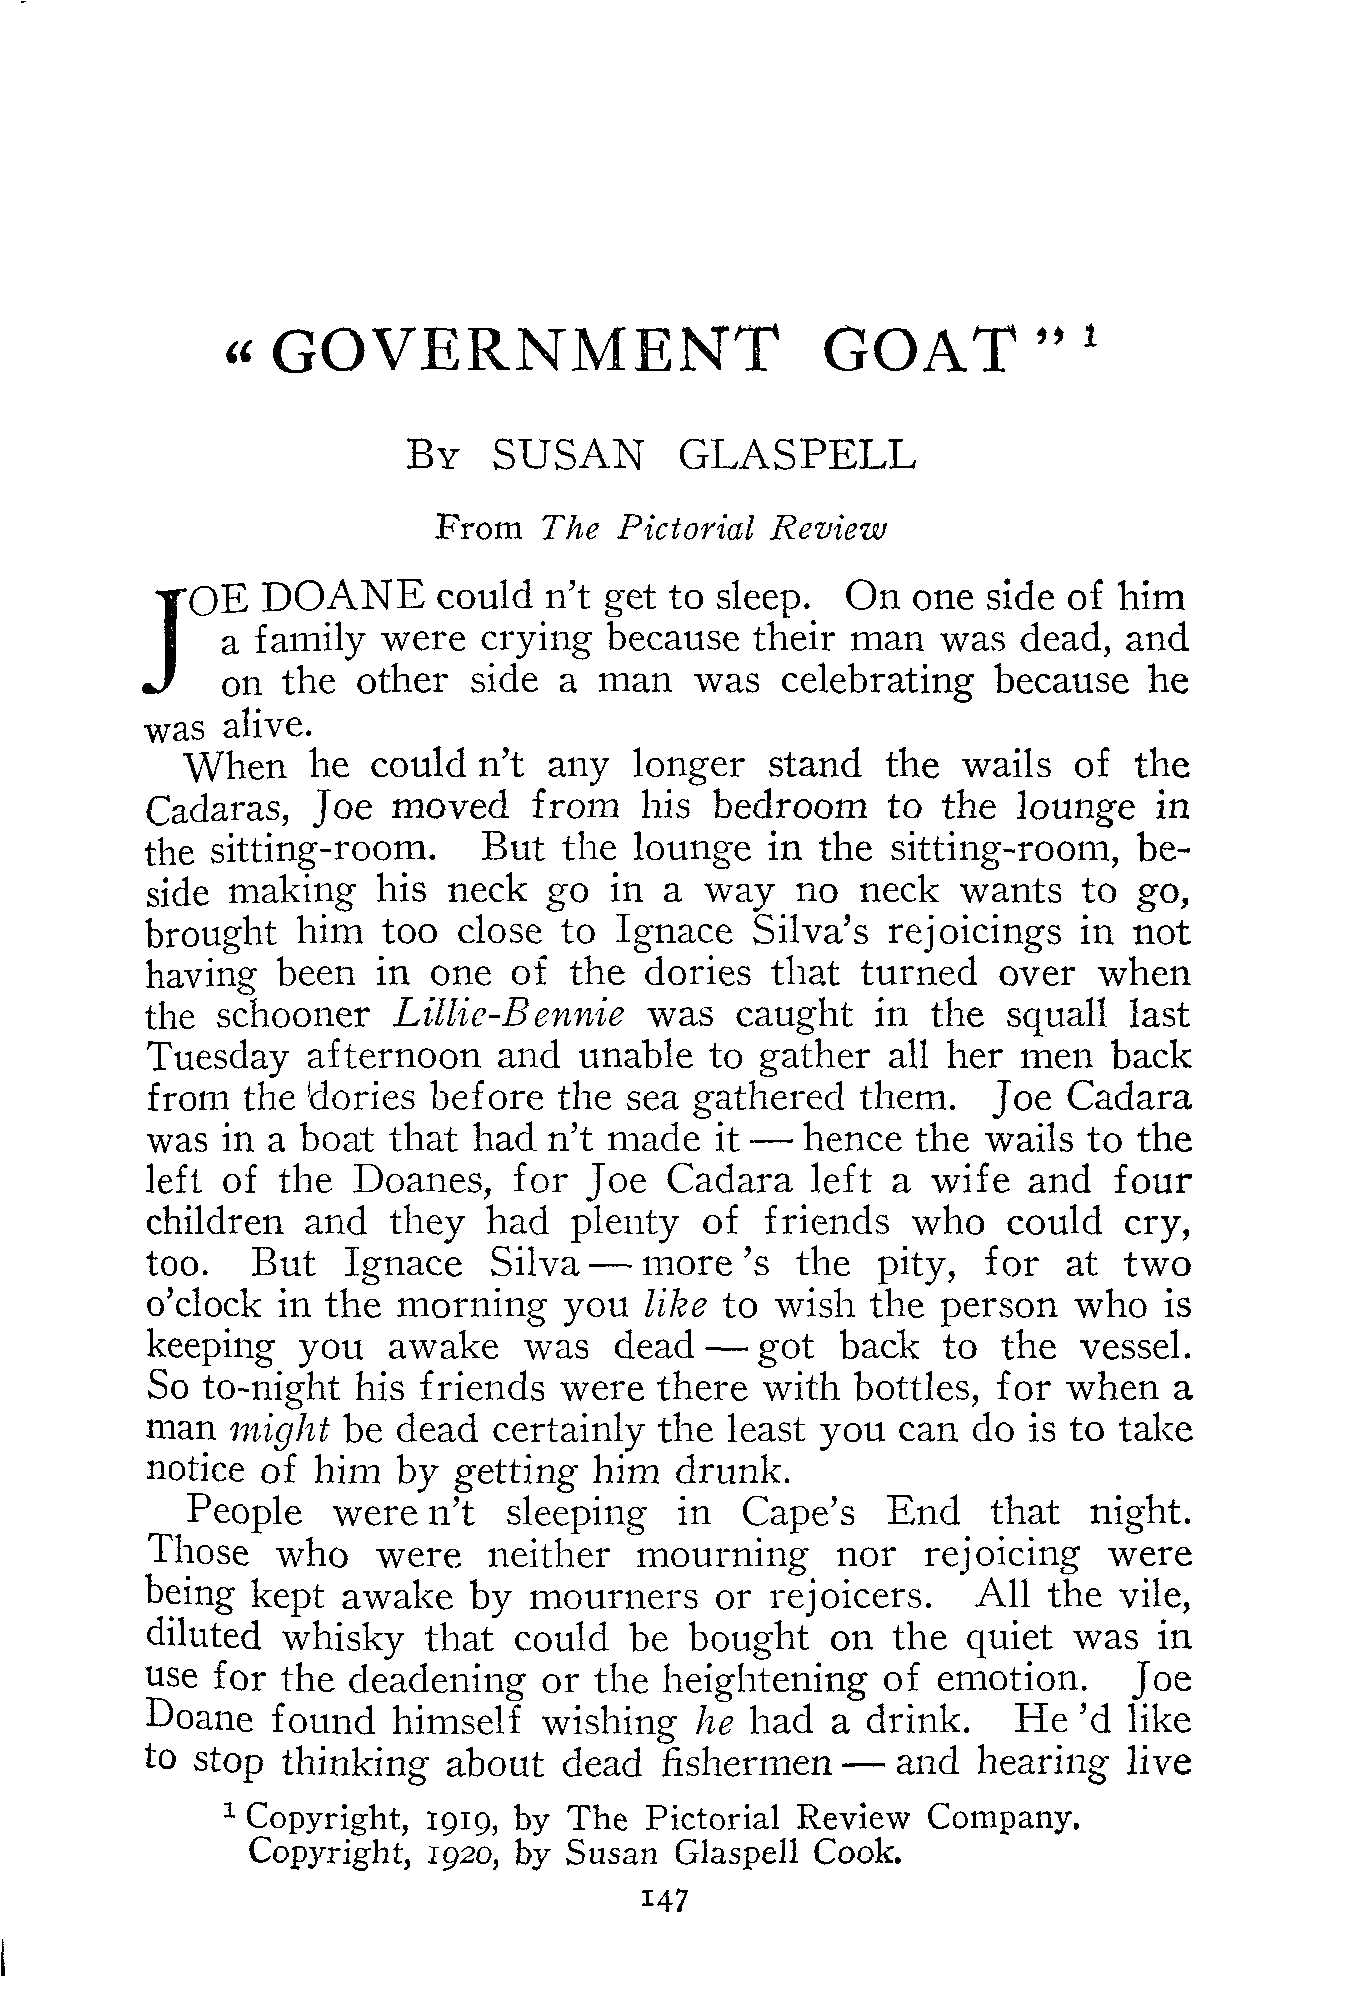 “ GOVERNMENT GOAT ” ¹
By SUSAN GLASPELL
From The Pictorial Review
JOE DOANE could n’t get to sleep. On one side of him
a family were crying because their man was dead, and
on the other side a man was celebrating because he
was alive.
When he could n’t any longer stand the wails of the
Cadaras, Joe moved from his bedroom to the lounge in
the sitting-room. But the lounge in the sitting-room, be-
side making his neck go in a way no neck wants to go,
brought him too close to Ignace Silva’s rejoicings in not
having been in one of the dories that turned over when
the schooner Lillie-Bennie was caught in the squall last
Tuesday afternoon and unable to gather all her men back
from the dories before the sea gathered them. Joe Cadara
was in a boat that had n’t made it — hence the wails to the
left of the Doanes, for Joe Cadara left a wife and four
children and they had plenty of friends who could cry,
too. But Ignace Silva — more ’s the pity, for at two
o’clock in the morning you like to wish the person who is
keeping you awake was dead — got back to the vessel.
So to-night his friends were there with bottles, for when a
man might be dead certainly the least you can do is to take
notice of him by getting him drunk.
People were n’t sleeping in Cape’s End that night.
Those who were neither mourning nor rejoicing were
being kept awake by mourners or rejoicers. All the vile,
diluted whisky that could be bought on the quiet was in
use for the deadening or the heightening of emotion. Joe
Doane found himself wishing he had a drink. He ’d like
to stop thinking about dead fishermen — and hearing live
¹ Copyright, 1919, by The Pictorial Review Company.
Copyright, 1920, by Susan Glaspell Cook.
147